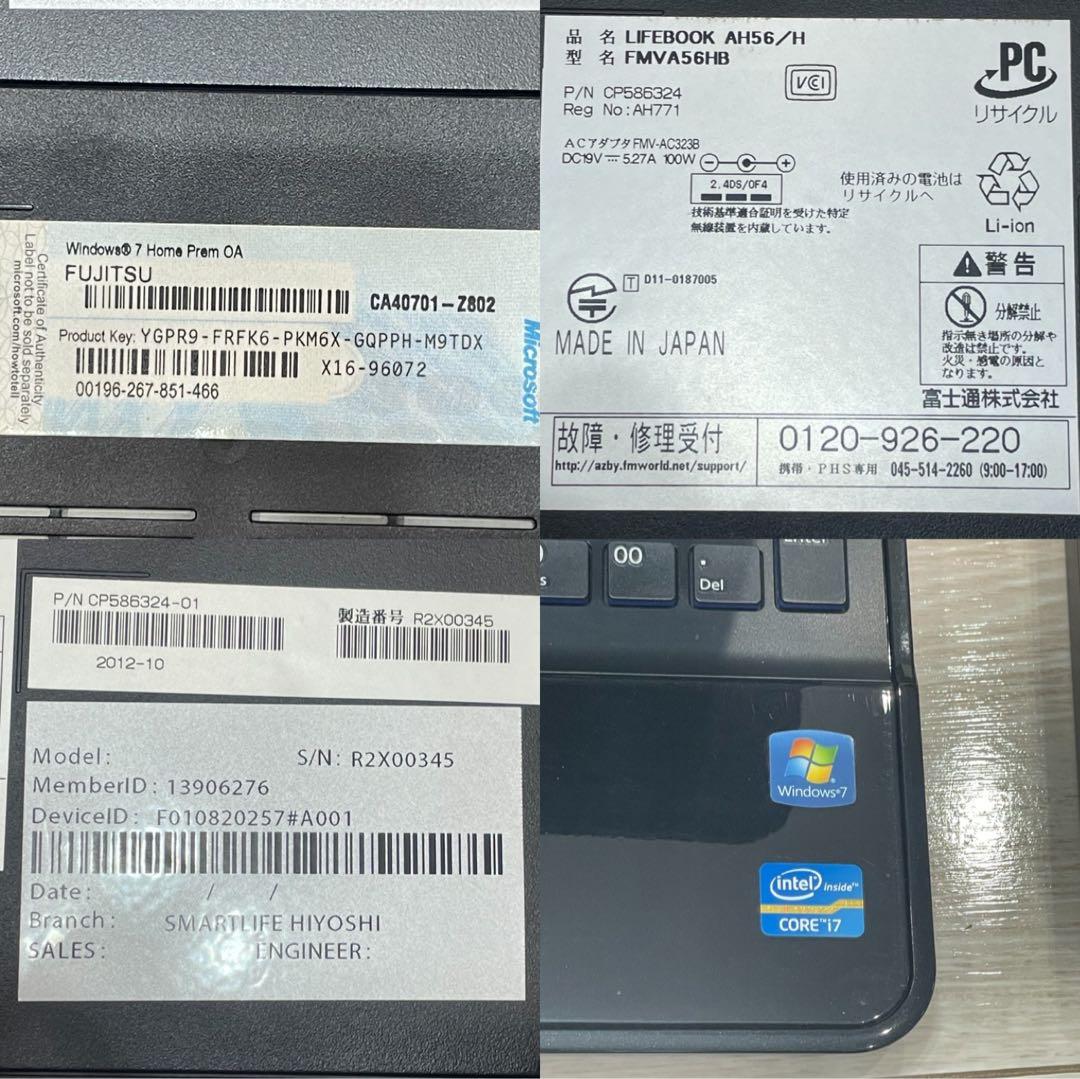 Windows® 7 Home Prem OA
FUJITSU
CA40701-Z802
Product Key: YGPR9-FRFK6-PKM6X-GQPPH-M9TDX
X16-96072
00196-267-851-466
Certificate of Authenticity
Label not to be sold separately
microsoft.com/howtotell
Microsoft
品 名 LIFEBOOK AH56/H
型 名 FMVA56HB
VCI
P/N CP586324
Reg No:AH771
PC
リサイクル
ACアダプタFMV-AC323B
DC19V 5.27A 100W
2.4DS/OF4
技術基準適合証明を受けた特定
無線装置を内蔵しています。
使用済みの電池は
リサイクルへ
Li-ion
T D11-0187005
MADE IN JAPAN
警告
分解禁止
指示無き場所の分解や
改造は禁止です。
火災・感電の原因と
なります。
富士通株式会社
故障・修理受付
http://azby.fmworld.net/support/
0120-926-220
携帯・PHS専用 045-514-2260 (9:00-17:00)
P/N CP586324-01
製造番号 R2X00345
2012-10
Model:
S/N: R2X00345
MemberID: 13906276
DeviceID: F010820257#A001
Date: / /
Branch: SMARTLIFE HIYOSHI
SALES: ENGINEER:
00
.
Del
Enter
Windows®7
intel inside™
CORE™i7